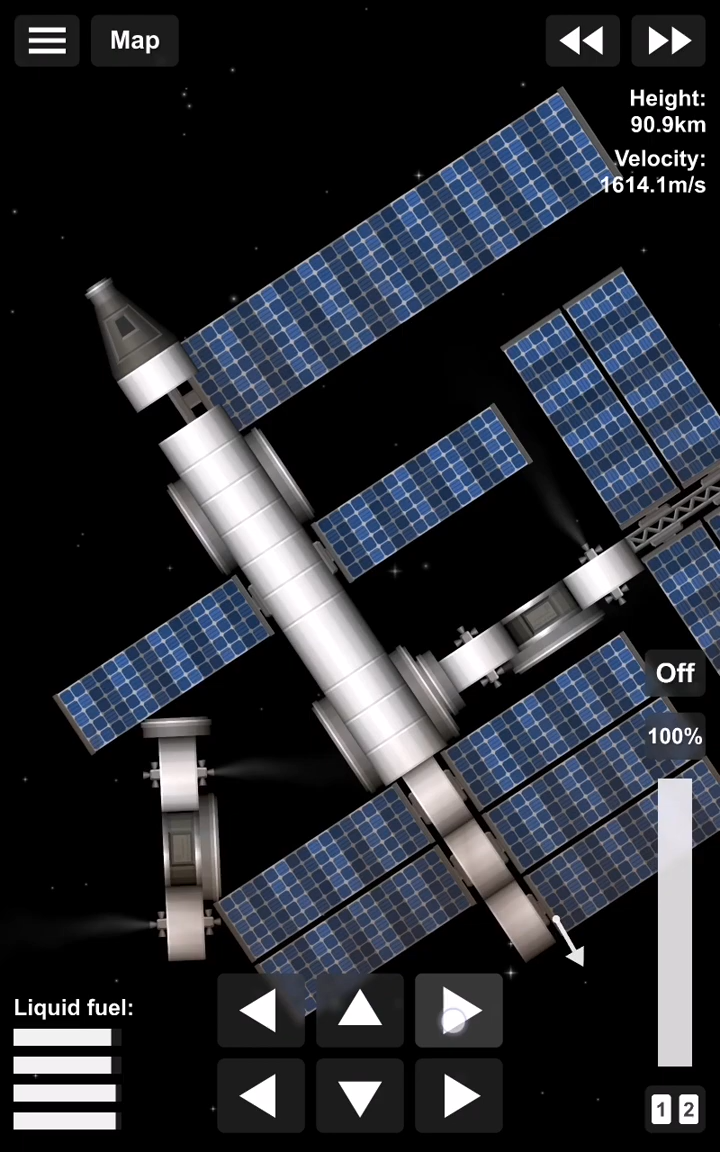 Map
Height:
90.9km
Velocity:
1614.1m/s
Off
100%
Liquid fuel:
1 2